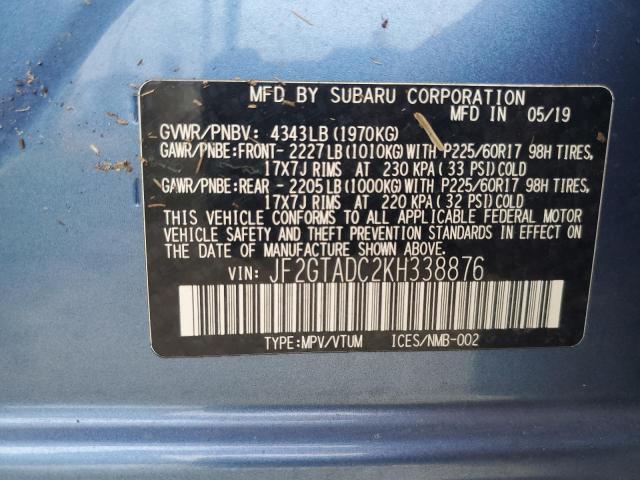 MFD BY SUBARU CORPORATION
MFD IN 05/19
GVWR/PNBV: 4343LB (1970KG)
GAWR/PNBE:FRONT- 2227LB(1010KG)WITH P225/60R17 98H TIRES,
17X7J RIMS AT 230 KPA (33 PSI)COLD
GAWR/PNBE:REAR - 2205LB(1000KG)WITH P225/60R17 98H TIRES,
17X7J RIMS AT 220 KPA (32 PSI)COLD
THIS VEHICLE CONFORMS TO ALL APPLICABLE FEDERAL MOTOR
VEHICLE SAFETY AND THEFT PREVENTION STANDARDS IN EFFECT ON
THE DATE OF MANUFACTURE SHOWN ABOVE.
VIN: JF2GTADC2KH338876
TYPE:MPV/VTUM ICES/NMB-002